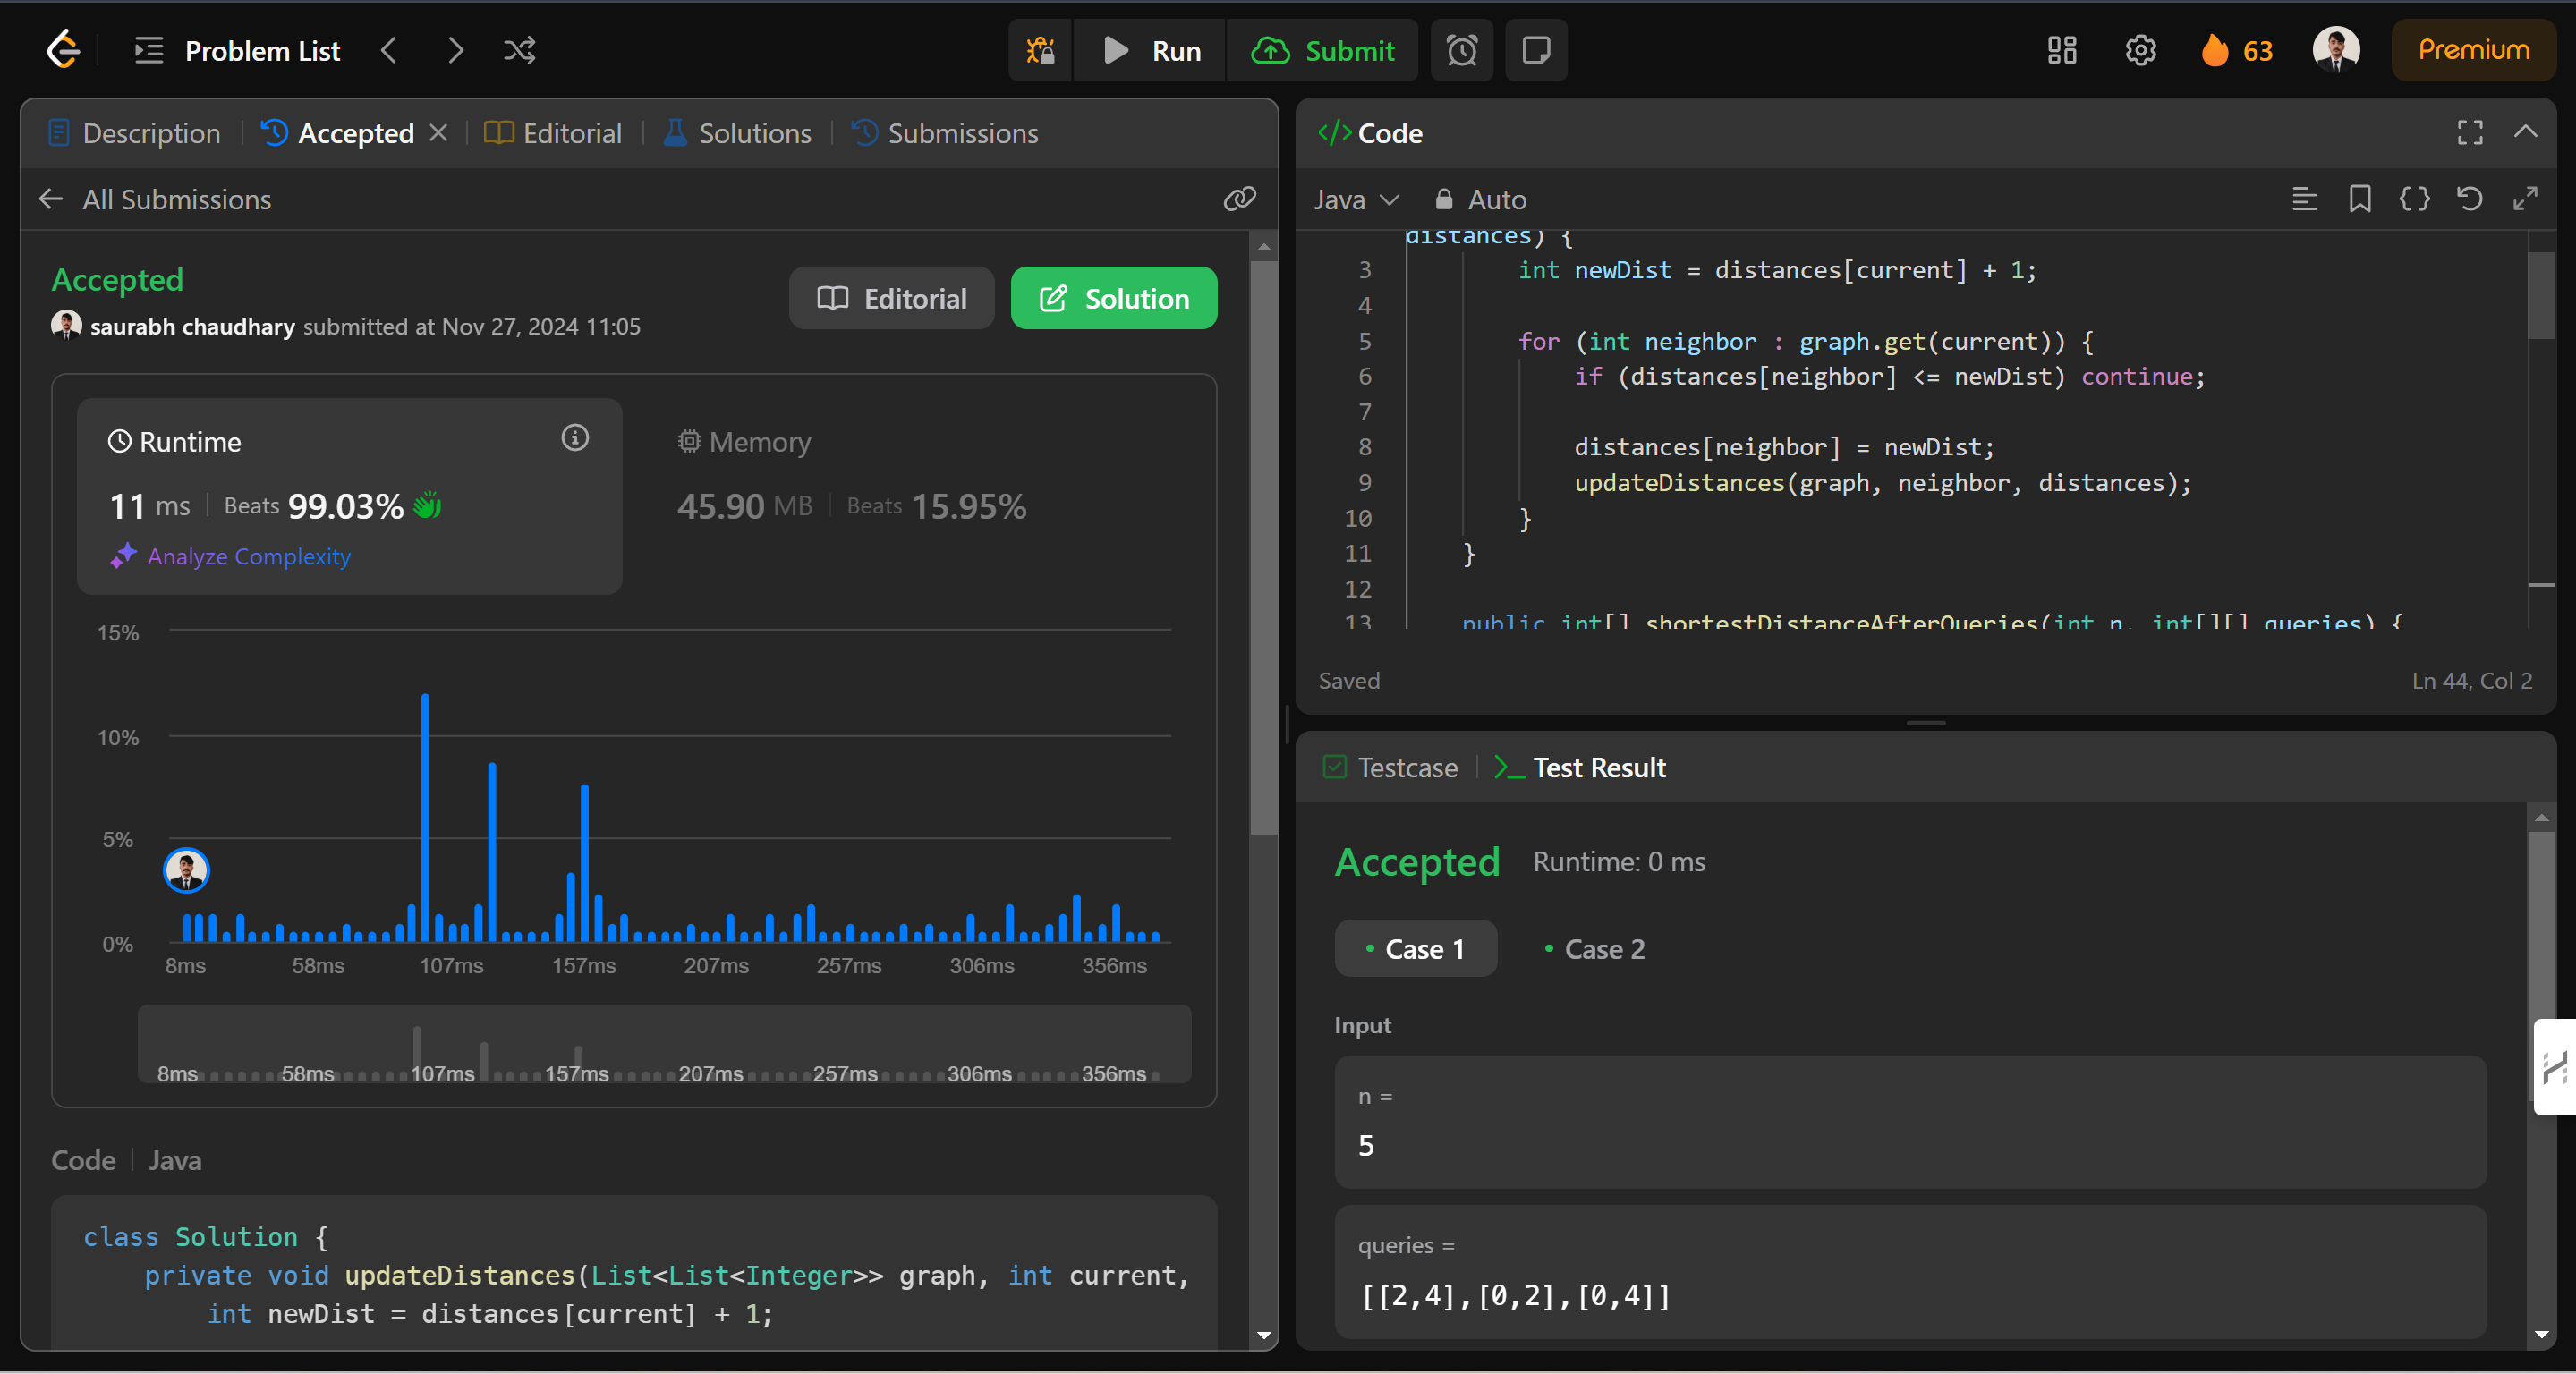 Problem List
Run
Submit
63
Premium
Description
Accepted
Editorial
Solutions
Submissions
All Submissions
Accepted
saurabh chaudhary submitted at Nov 27, 2024 11:05
Editorial
Solution
Runtime
11 ms
Beats 99.03%
Analyze Complexity
Memory
45.90 MB
Beats 15.95%
15%
10%
5%
0%
8ms 58ms 107ms 157ms 207ms 257ms 306ms 356ms
8ms 58ms 107ms 157ms 207ms 257ms 306ms 356ms
Code
Java
class Solution {
private void updateDistances(List<List<Integer>> graph, int current,
int newDist = distances[current] + 1;
</> Code
Java
Auto
distances) {
3 int newDist = distances[current] + 1;
4
5 for (int neighbor : graph.get(current)) {
6 if (distances[neighbor] <= newDist) continue;
7
8 distances[neighbor] = newDist;
9 updateDistances(graph, neighbor, distances);
10 }
11 }
12
13 public int[] shortestDistanceAfterQueries(int n, int[][] queries) {
Saved
Ln 44, Col 2
Testcase
Test Result
Accepted
Runtime: 0 ms
Case 1
Case 2
Input
n =
5
queries =
[[2,4],[0,2],[0,4]]